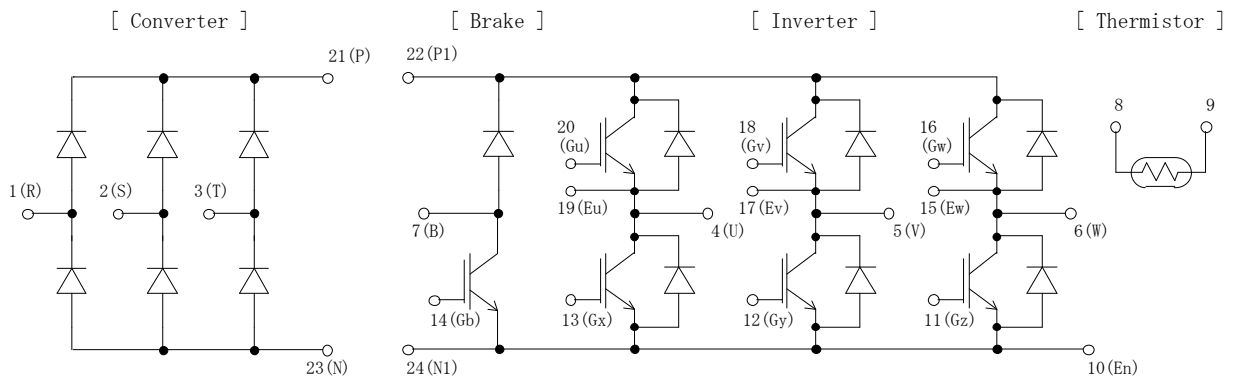 [ Converter ]
[ Brake ]
[ Inverter ]
[ Thermistor ]
21(P)
22(P1)
20
(Gu)
18
(Gv)
16
(Gw)
8
9
1(R)
2(S)
3(T)
19(Eu)
17(Ev)
15(Ew)
7(B)
4(U)
5(V)
6(W)
14(Gb)
13(Gx)
12(Gy)
11(Gz)
23(N)
24(N1)
10(En)